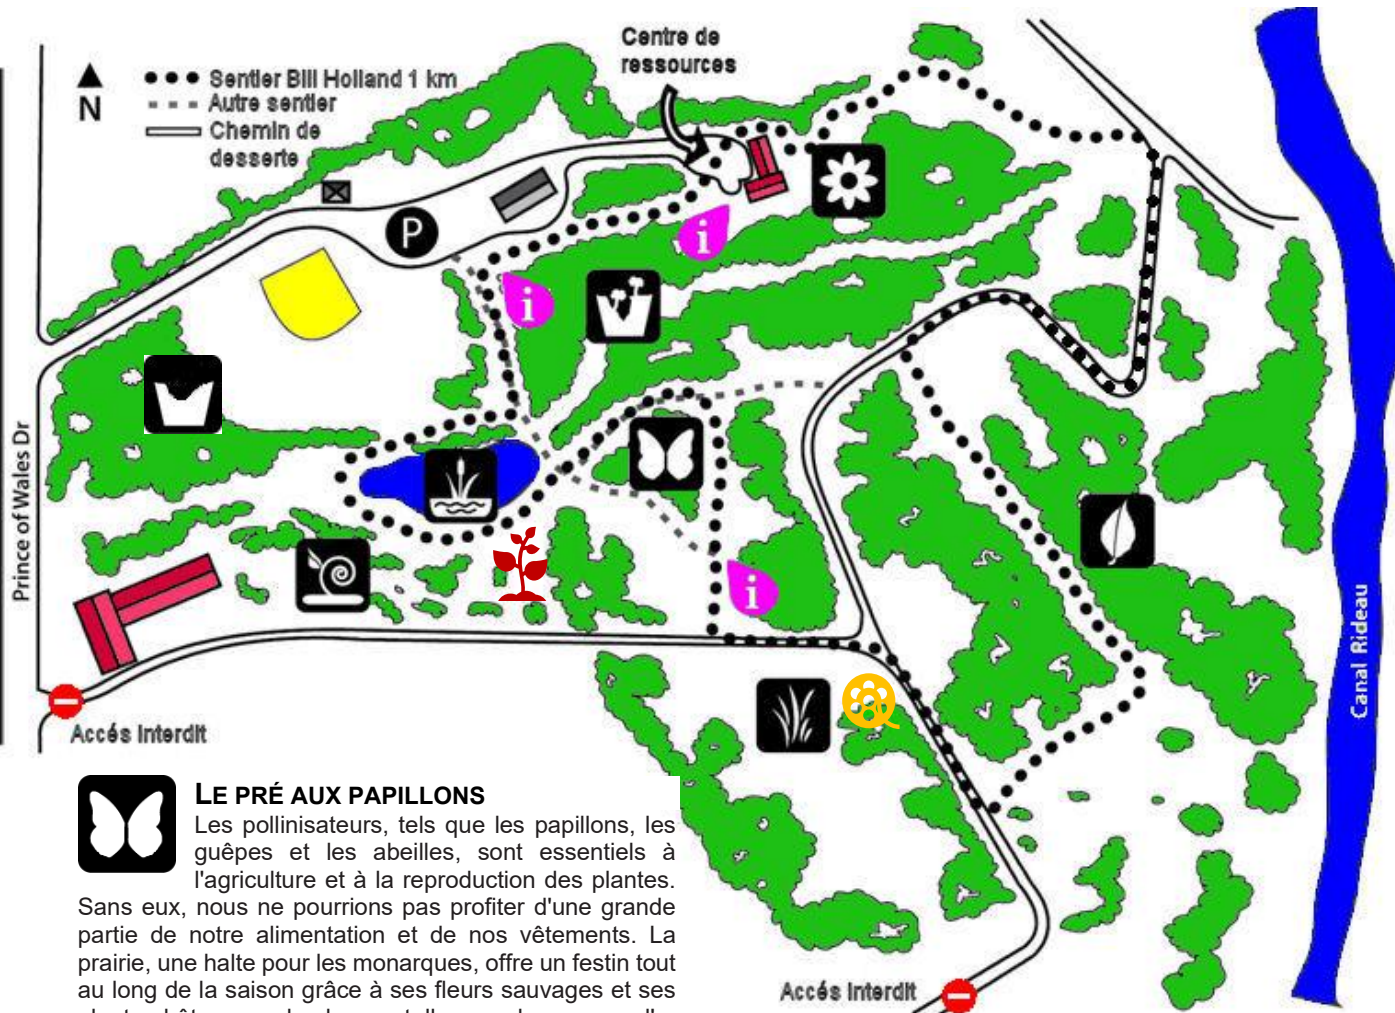 Centre de
ressources
N
Sentier Bill Holland 1 km
Autre sentier
Chemin de
desserte
P
i
i
i
Prince of Wales Dr
Canal Rideau
Accés Interdit
LE PRÉ AUX PAPILLONS
Les pollinisateurs, tels que les papillons, les
guêpes et les abeilles, sont essentiels à
l'agriculture et à la reproduction des plantes.
Sans eux, nous ne pourrions pas profiter d'une grande
partie de notre alimentation et de nos vêtements. La
prairie, une halte pour les monarques, offre un festin tout
au long de la saison grâce à ses fleurs sauvages et ses
Accés Interdit